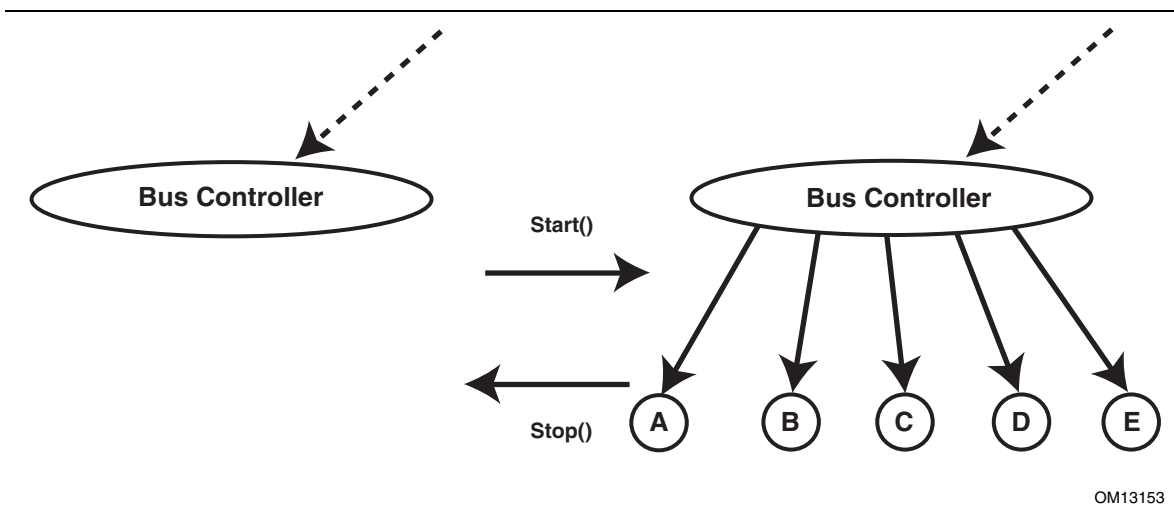 Bus Controller
Bus Controller
Start()
Stop()
A B C D E
OM13153